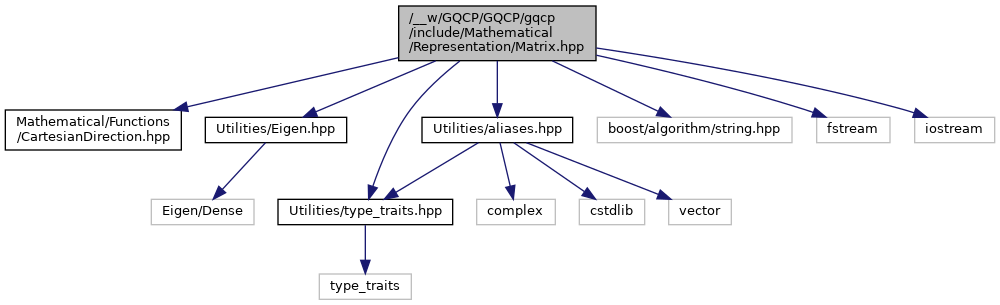 /__w/GQCP/GQCP/gqcp
/include/Mathematical
/Representation/Matrix.hpp
Mathematical/Functions
/CartesianDirection.hpp
Utilities/Eigen.hpp
Utilities/aliases.hpp
boost/algorithm/string.hpp
fstream
iostream
Eigen/Dense
Utilities/type_traits.hpp
complex
cstdlib
vector
type_traits